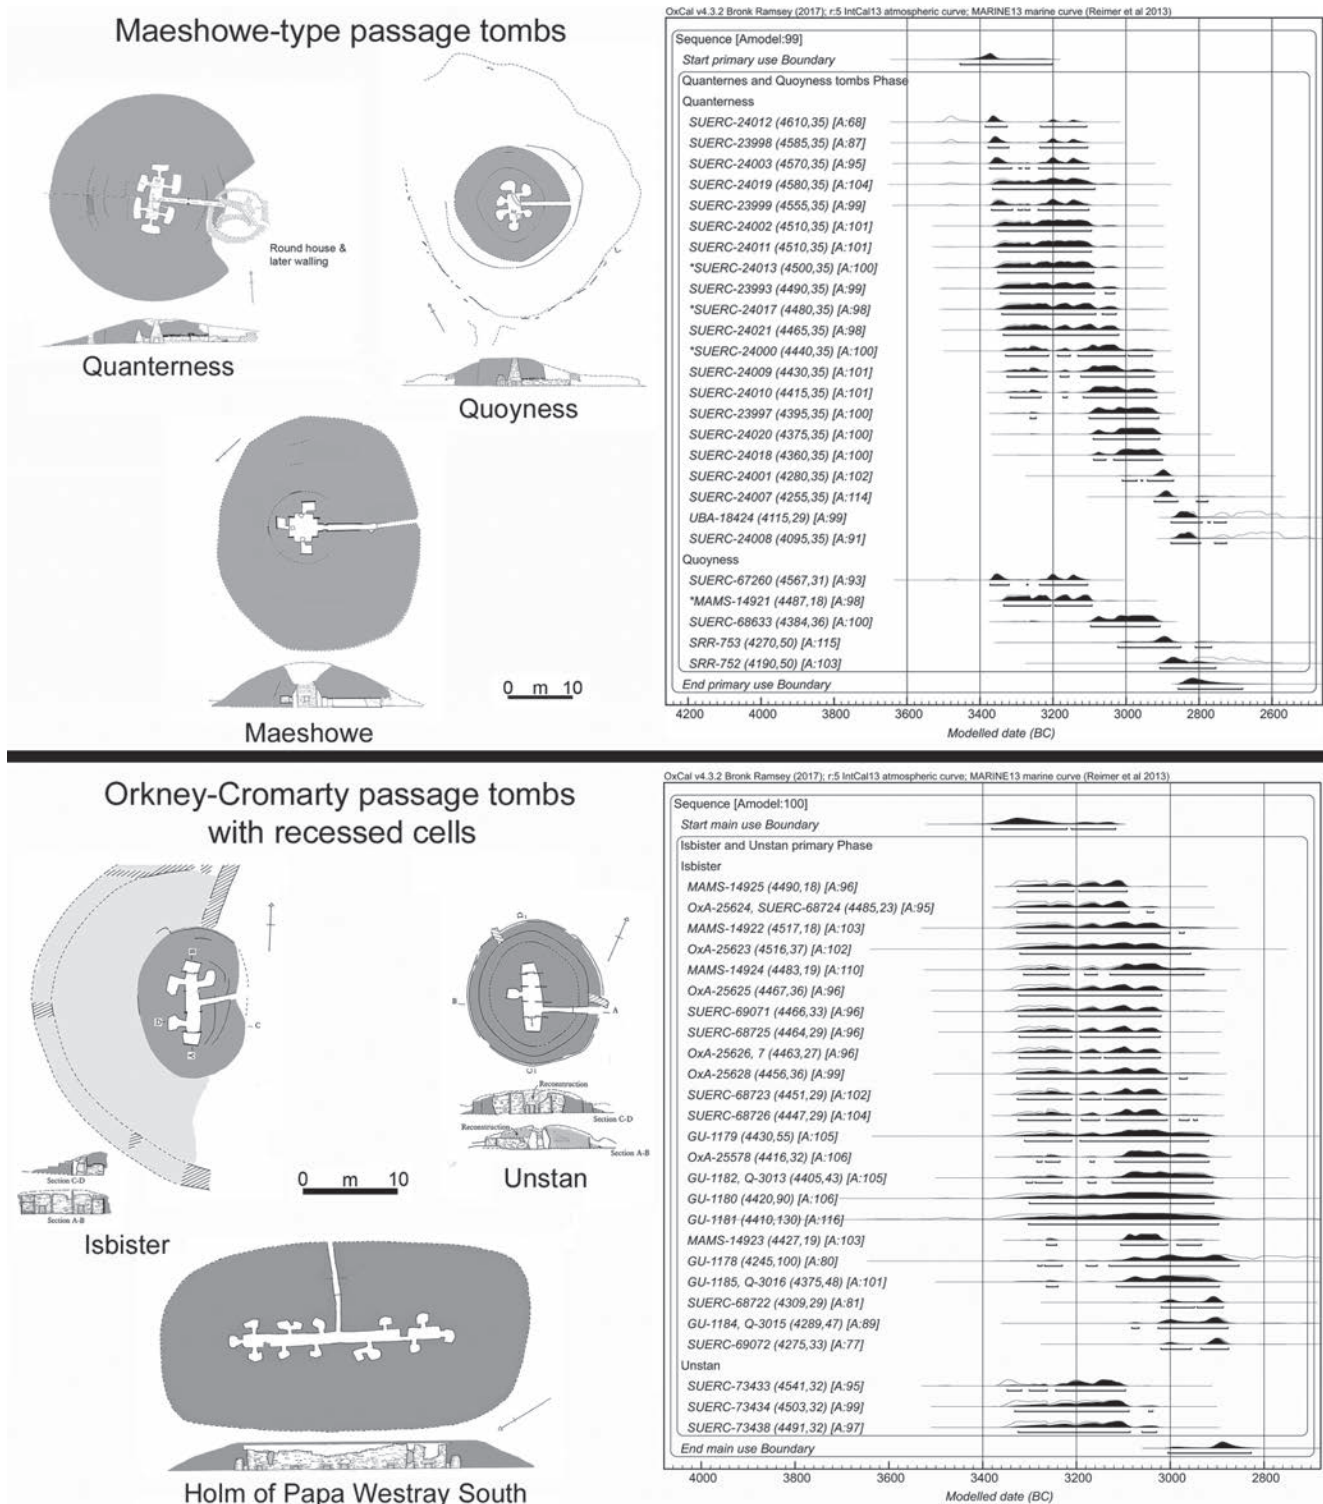 Maeshowe-type passage tombs
Round house &
later walling
Quanterness
Quoyness
0 m 10
Maeshowe
OxCal v4.3.2 Bronk Ramsey (2017); r:5 IntCal13 atmospheric curve; MARINE13 marine curve (Reimer et al 2013)
Sequence [Amodel:99]
Start primary use Boundary
Quanternes and Quoyness tombs Phase
Quanterness
SUERC-24012 (4610,35) [A:68]
SUERC-23998 (4585,35) [A:87]
SUERC-24003 (4570,35) [A:95]
SUERC-24019 (4580,35) [A:104]
SUERC-23999 (4555,35) [A:99]
SUERC-24002 (4510,35) [A:101]
SUERC-24011 (4510,35) [A:101]
*SUERC-24013 (4500,35) [A:100]
SUERC-23993 (4490,35) [A:99]
*SUERC-24017 (4480,35) [A:98]
SUERC-24021 (4465,35) [A:98]
*SUERC-24000 (4440,35) [A:100]
SUERC-24009 (4430,35) [A:101]
SUERC-24010 (4415,35) [A:101]
SUERC-23997 (4395,35) [A:100]
SUERC-24020 (4375,35) [A:100]
SUERC-24018 (4360,35) [A:100]
SUERC-24001 (4280,35) [A:102]
SUERC-24007 (4255,35) [A:114]
UBA-18424 (4115,29) [A:99]
SUERC-24008 (4095,35) [A:91]
Quoyness
SUERC-67260 (4567,31) [A:93]
*MAMS-14921 (4487,18) [A:98]
SUERC-68633 (4384,36) [A:100]
SRR-753 (4270,50) [A:115]
SRR-752 (4190,50) [A:103]
End primary use Boundary
4200 4000 3800 3600 3400 3200 3000 2800 2600
Modelled date (BC)
Orkney-Cromarty passage tombs
with recessed cells
B
D
C
A
Section C-D
Section A-B
Isbister
0 m 10
D
B
A
C
Reconstruction
Section C-D
Reconstruction
Section A-B
Unstan
Holm of Papa Westray South
OxCal v4.3.2 Bronk Ramsey (2017); r:5 IntCal13 atmospheric curve; MARINE13 marine curve (Reimer et al 2013)
Sequence [Amodel:100]
Start main use Boundary
Isbister and Unstan primary Phase
Isbister
MAMS-14925 (4490,18) [A:96]
OxA-25624, SUERC-68724 (4485,23) [A:95]
MAMS-14922 (4517,18) [A:103]
OxA-25623 (4516,37) [A:102]
MAMS-14924 (4483,19) [A:110]
OxA-25625 (4467,36) [A:96]
SUERC-69071 (4466,33) [A:96]
SUERC-68725 (4464,29) [A:96]
OxA-25626, 7 (4463,27) [A:96]
OxA-25628 (4456,36) [A:99]
SUERC-68723 (4451,29) [A:102]
SUERC-68726 (4447,29) [A:104]
GU-1179 (4430,55) [A:105]
OxA-25578 (4416,32) [A:106]
GU-1182, Q-3013 (4405,43) [A:105]
GU-1180 (4420,90) [A:106]
GU-1181 (4410,130) [A:116]
MAMS-14923 (4427,19) [A:103]
GU-1178 (4245,100) [A:80]
GU-1185, Q-3016 (4375,48) [A:101]
SUERC-68722 (4309,29) [A:81]
GU-1184, Q-3015 (4289,47) [A:89]
SUERC-69072 (4275,33) [A:77]
Unstan
SUERC-73433 (4541,32) [A:95]
SUERC-73434 (4503,32) [A:99]
SUERC-73438 (4491,32) [A:97]
End main use Boundary
4000 3800 3600 3400 3200 3000 2800
Modelled date (BC)